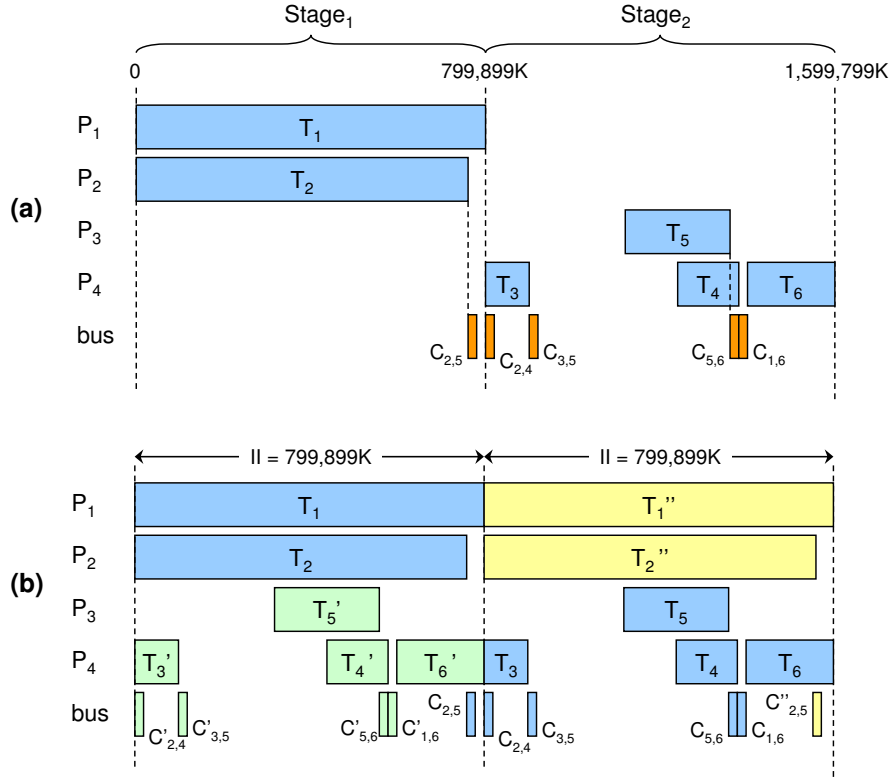 Stage1 Stage2
0 799,899K 1,599,799K
P1 T1
(a)
P2 T2
P3 T5
P4 T3 T4 T6
bus
C2,5 C2,4 C3,5 C5,6 C1,6
II = 799,899K II = 799,899K
P1 T1 T1''
P2 T2 T2''
(b)
P3 T5' T5
P4 T3' T4' T6' T3 T4 T6
bus
C'2,4 C'3,5 C'5,6 C'1,6 C2,5 C2,4 C3,5 C5,6 C1,6 C''2,5